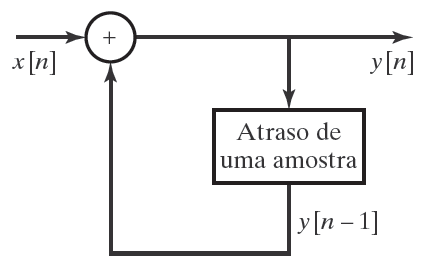 +
x[n]
y[n]
Atraso de
uma amostra
y[n – 1]